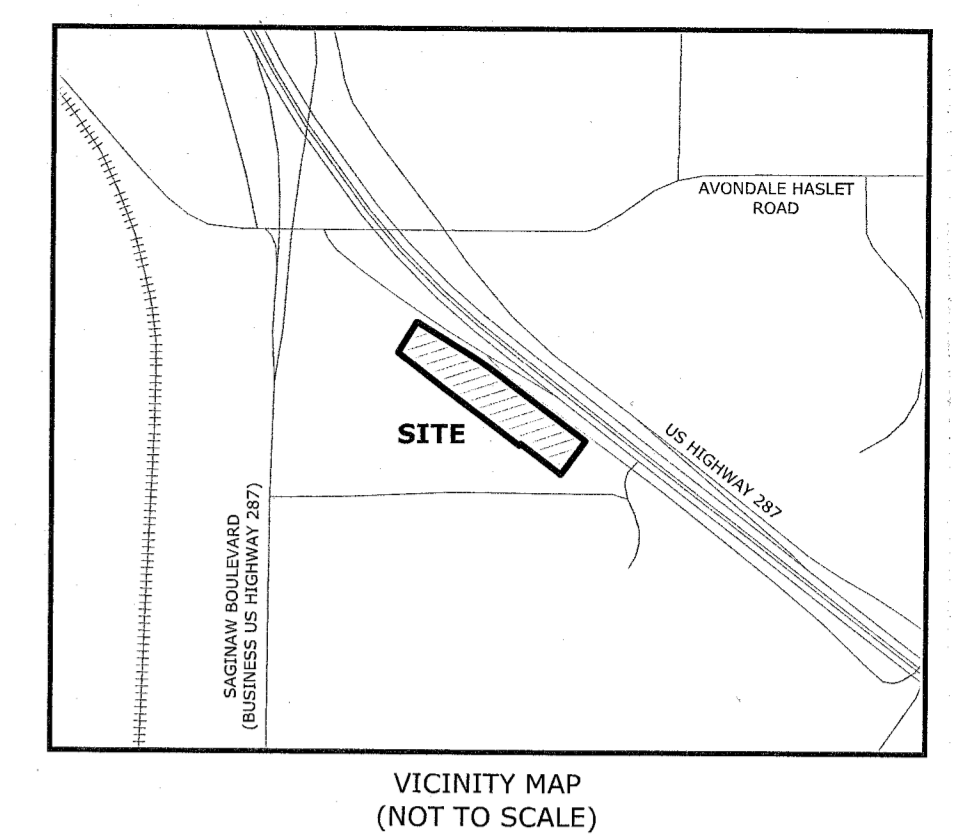 AVONDALE HASLET
ROAD
SITE
US HIGHWAY 287
SAGINAW BOULEVARD
(BUSINESS US HIGHWAY 287)
VICINITY MAP
(NOT TO SCALE)